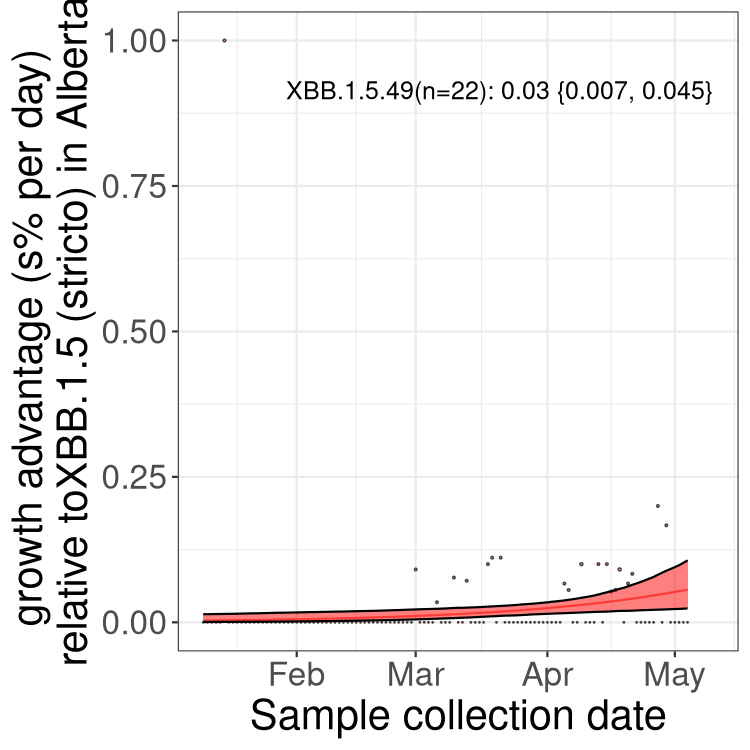 growth advantage (s% per day)
relative toXBB.1.5 (stricto) in Alberta
1.00
0.75
0.50
0.25
0.00
XBB.1.5.49(n=22): 0.03 {0.007, 0.045}
Feb Mar Apr May
Sample collection date